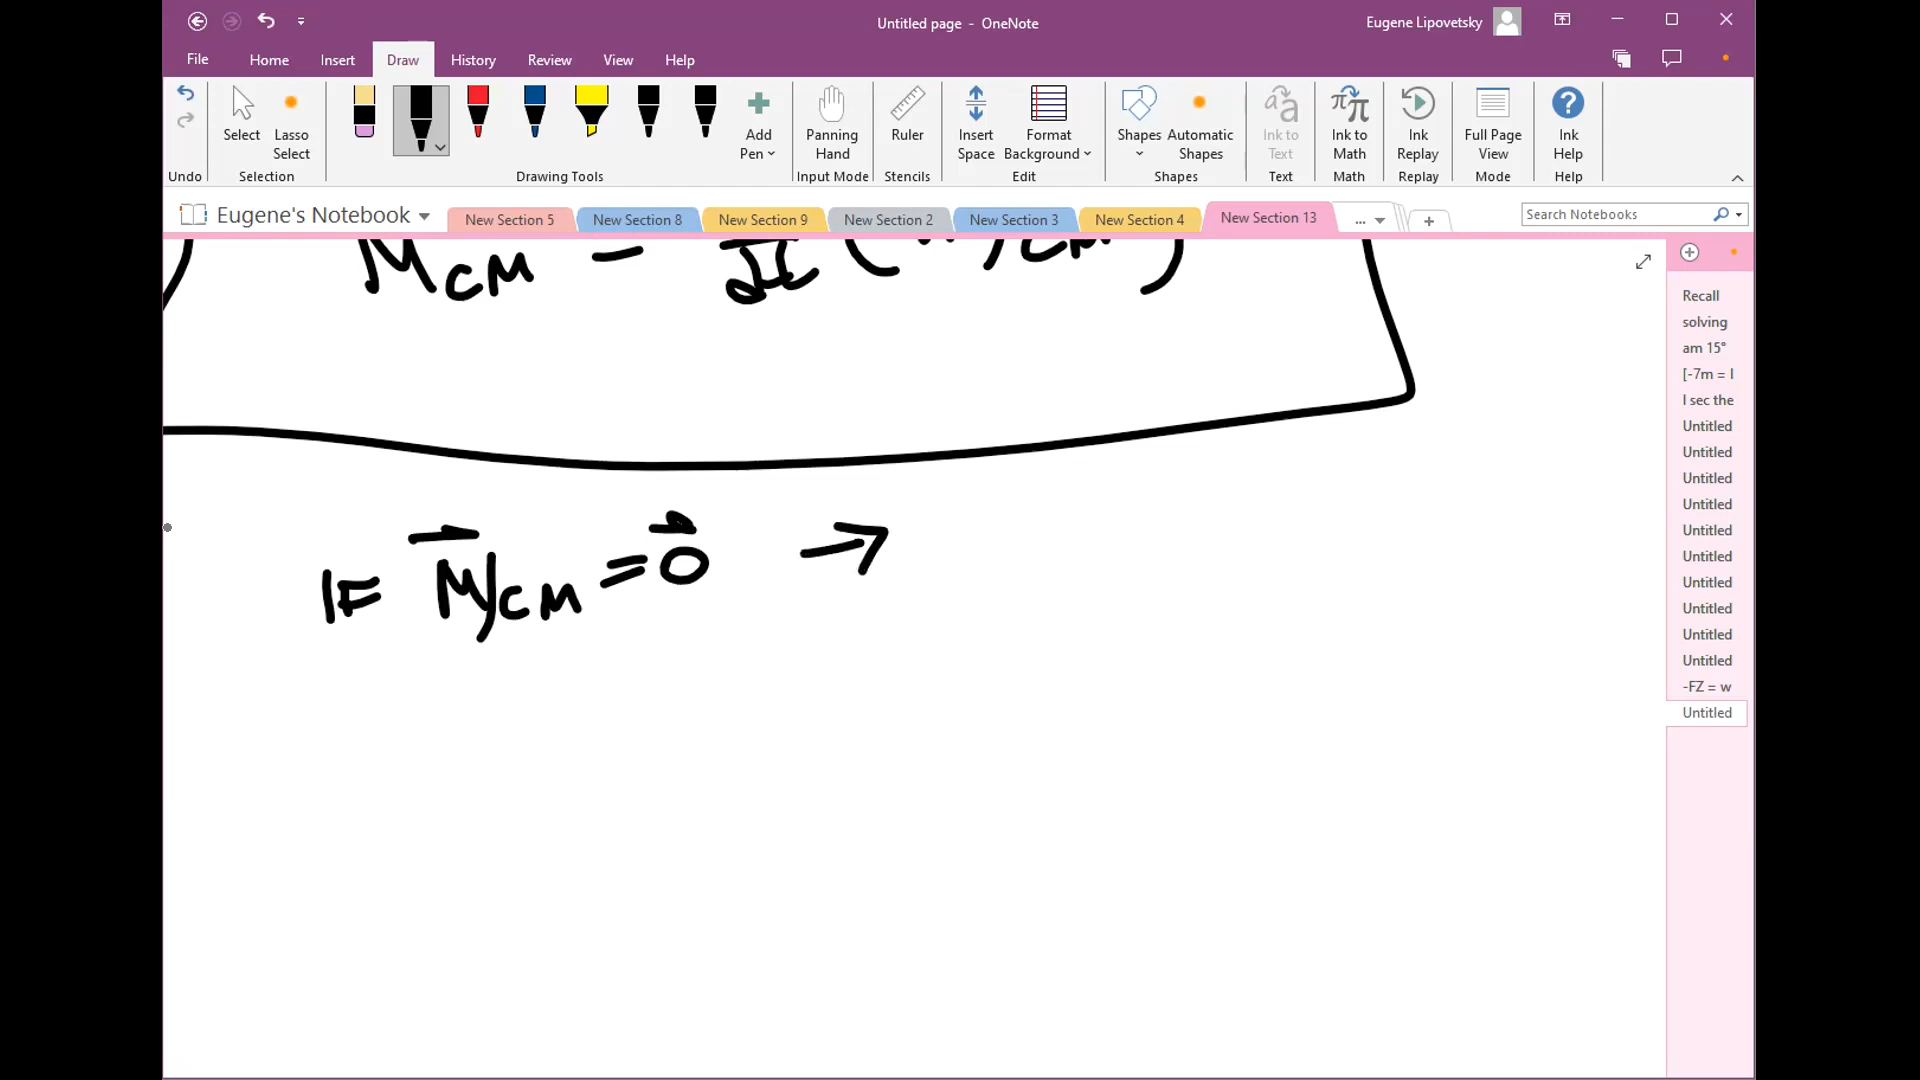 Untitled page - OneNote
Eugene Lipovetsky
File Home Insert Draw History Review View Help
Select
Lasso Select
Add Pen
Panning Hand
Ruler
Insert Space
Format Background
Shapes
Automatic Shapes
Ink to Text
Ink to Math
Ink Replay
Full Page View
Ink Help
Undo Selection Drawing Tools Input Mode Stencils Edit Shapes Text Math Replay Mode Help
Eugene's Notebook New Section 5 New Section 8 New Section 9 New Section 2 New Section 3 New Section 4 New Section 13 ... + Search Notebooks
Recall
solving
am 15°
[-7m = l
I sec the
Untitled
Untitled
Untitled
Untitled
Untitled
Untitled
Untitled
Untitled
Untitled
Untitled
-FZ = w
Untitled
IF M/CM = 0 →